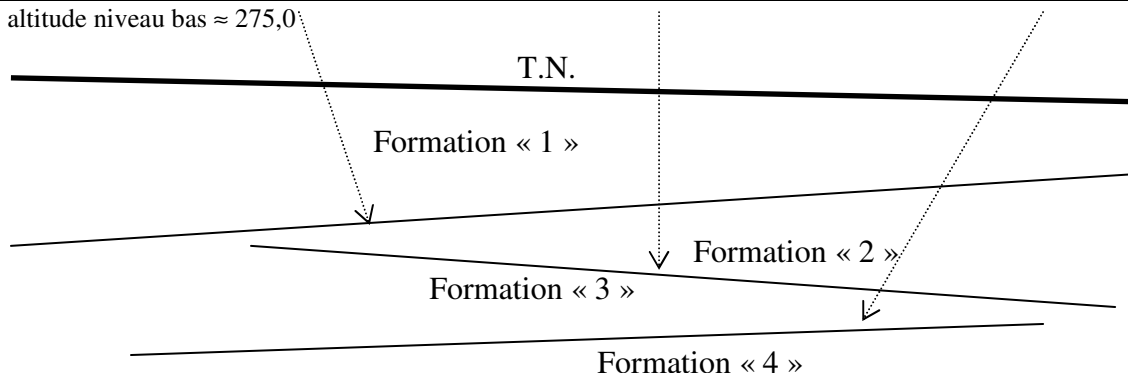 altitude niveau bas ≈ 275,0
T.N.
Formation « 1 »
Formation « 2 »
Formation « 3 »
Formation « 4 »